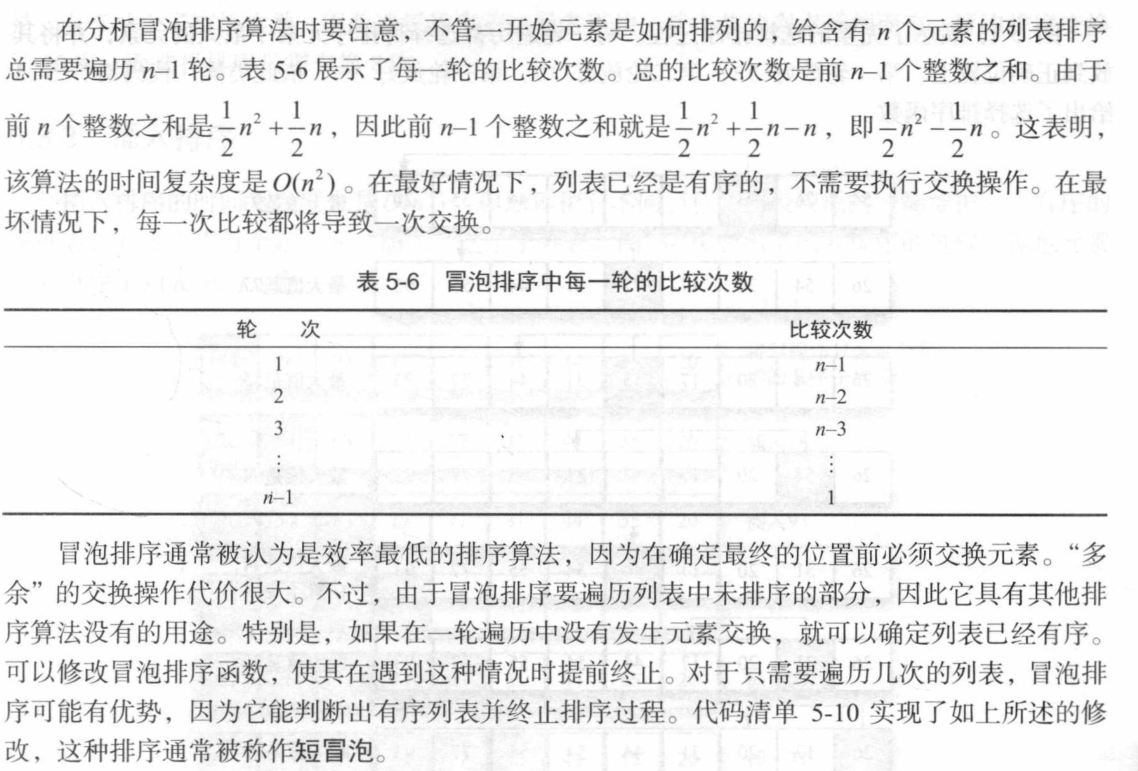 在分析冒泡排序算法时要注意，不管一开始元素是如何排列的，给含有 n 个元素的列表排序
总需要遍历 n–1 轮。表 5-6 展示了每一轮的比较次数。总的比较次数是前 n–1 个整数之和。由于
前 n 个整数之和是 1/2 n² + 1/2 n，因此前 n–1 个整数之和就是 1/2 n² + 1/2 n – n，即 1/2 n² – 1/2 n。这表明，
该算法的时间复杂度是 O(n²)。在最好情况下，列表已经是有序的，不需要执行交换操作。在最
坏情况下，每一次比较都将导致一次交换。
表 5-6 冒泡排序中每一轮的比较次数
轮 次 比较次数
1 n–1
2 n–2
3 n–3
⋮ ⋮
n–1 1
冒泡排序通常被认为是效率最低的排序算法，因为在确定最终的位置前必须交换元素。“多
余”的交换操作代价很大。不过，由于冒泡排序要遍历列表中未排序的部分，因此它具有其他排
序算法没有的用途。特别是，如果在一轮遍历中没有发生元素交换，就可以确定列表已经有序。
可以修改冒泡排序函数，使其在遇到这种情况时提前终止。对于只需要遍历几次的列表，冒泡排
序可能有优势，因为它能判断出有序列表并终止排序过程。代码清单 5-10 实现了如上所述的修
改，这种排序通常被称作短冒泡。